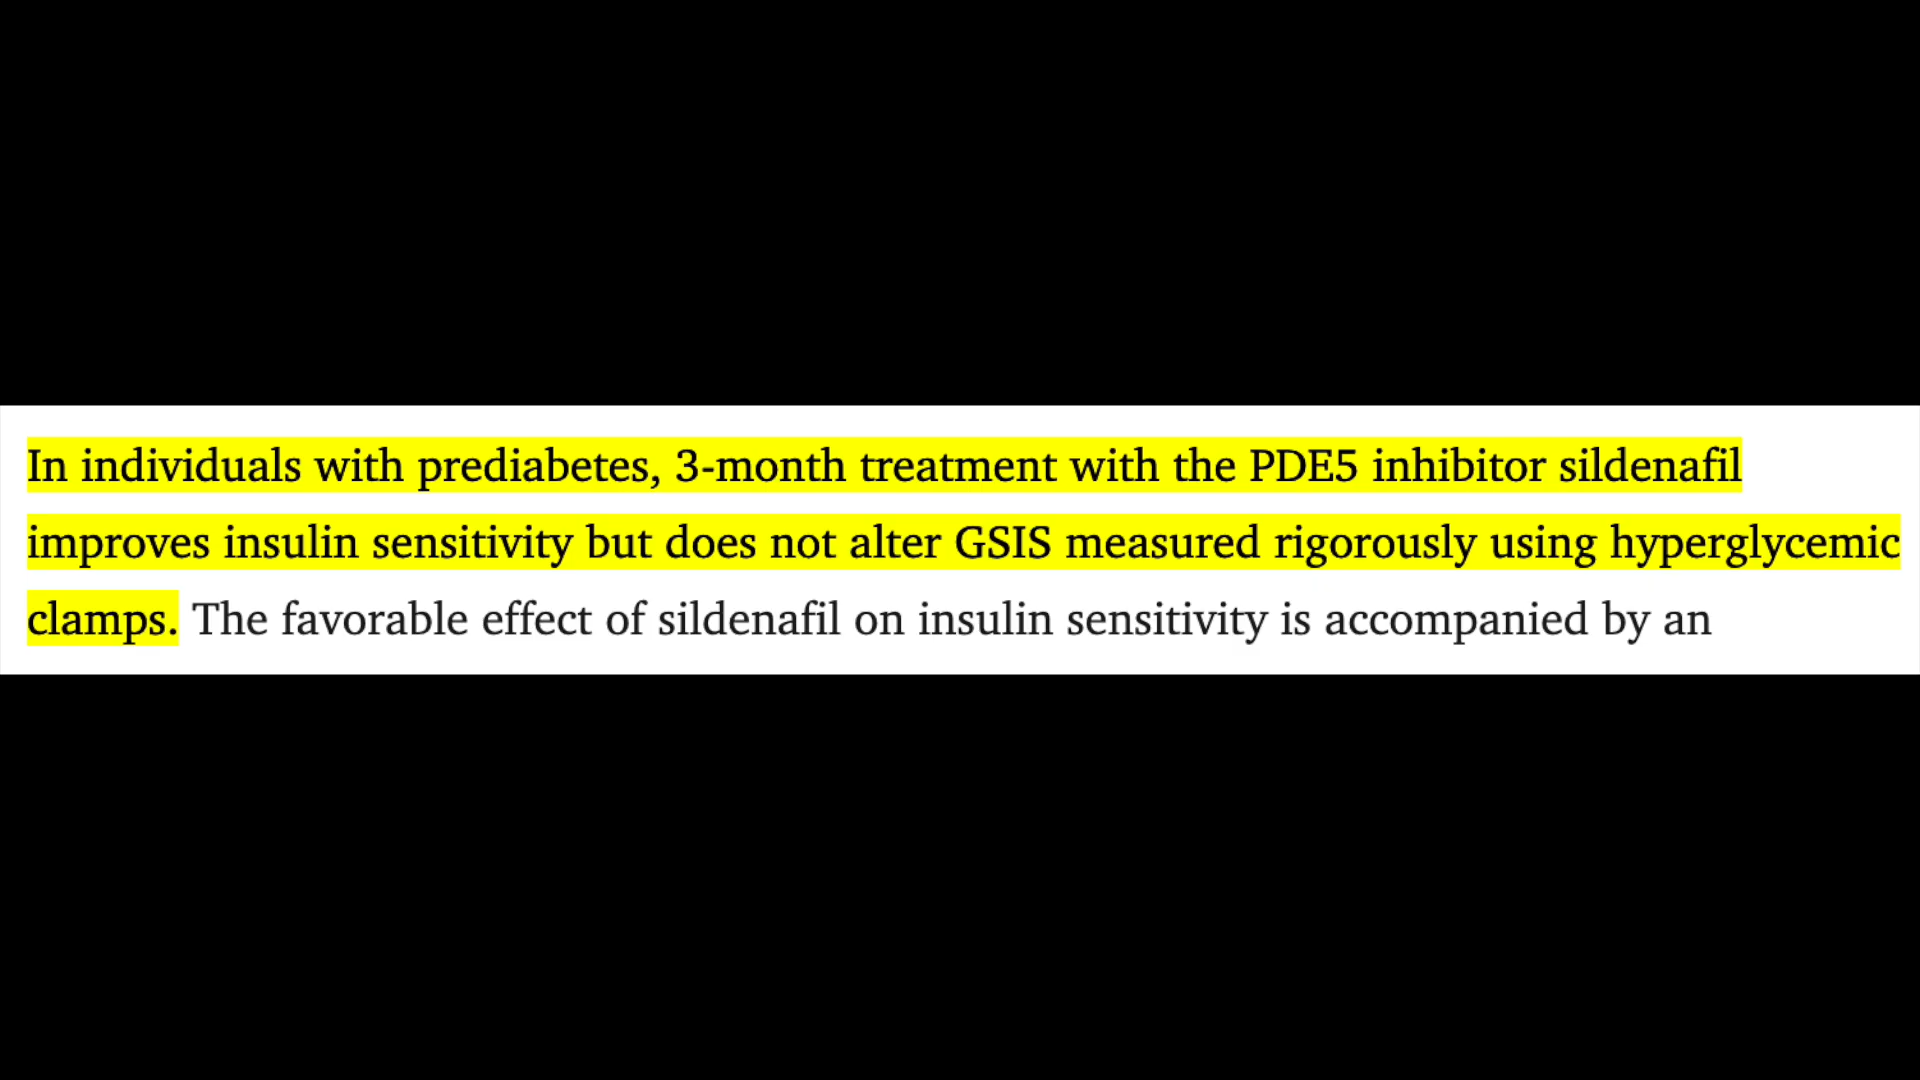 In individuals with prediabetes, 3-month treatment with the PDE5 inhibitor sildenafil
improves insulin sensitivity but does not alter GSIS measured rigorously using hyperglycemic
clamps. The favorable effect of sildenafil on insulin sensitivity is accompanied by an